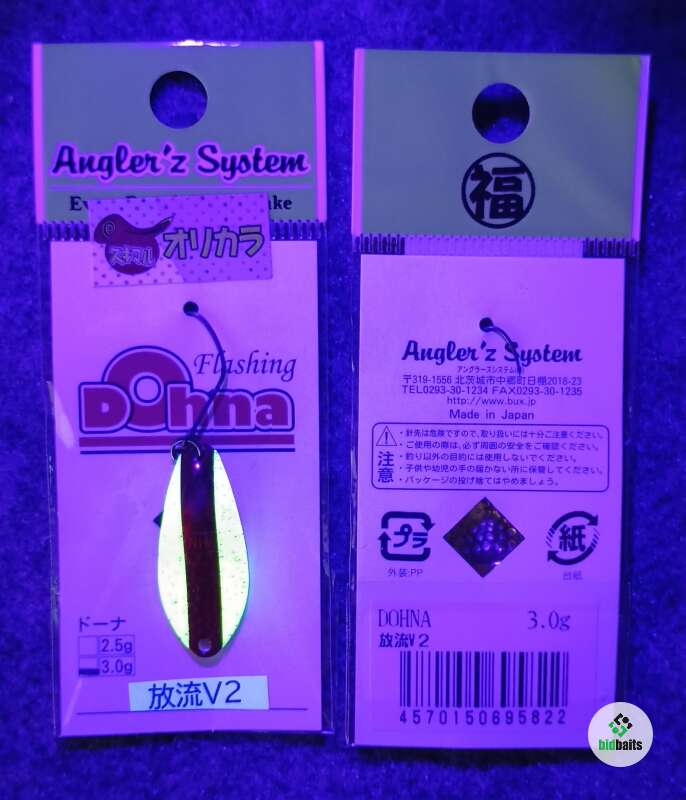 Angler'z System
スキマル
オリカラ
Flashing
Dohna
ドーナ
2.5g
3.0g
放流V2
福
Angler'z System
アングラーズシステム㈲
〒319-1556 北茨城市中郷町日棚2018-23
TEL0293-30-1234 FAX0293-30-1235
http://www.bux.jp
Made in Japan
注意
・針先は危険ですので、取り扱いには十分ご注意ください。
・ご使用の際は、必ず周囲の安全をご確認ください。
・釣り以外の目的には使用しないでください。
・子供や幼児の手の届かない所に保管してください。
・パッケージの投げ捨てはやめましょう。
プラ
外装:PP
紙
台紙
DOHNA 3.0g
放流V2
4570150695822
bidbaits